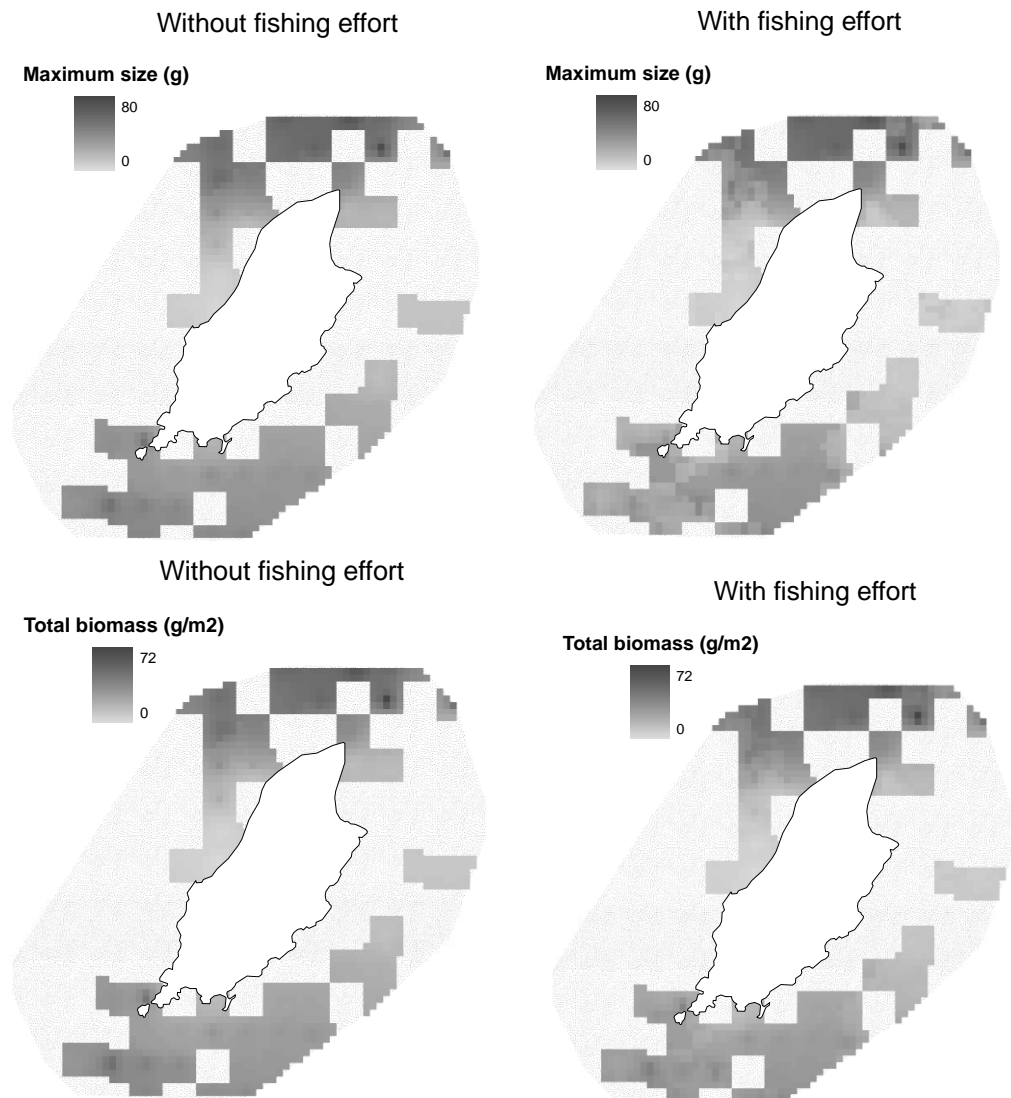 Without fishing effort
With fishing effort
Maximum size (g)
80
0
Maximum size (g)
80
0
Without fishing effort
With fishing effort
Total biomass (g/m2)
72
0
Total biomass (g/m2)
72
0